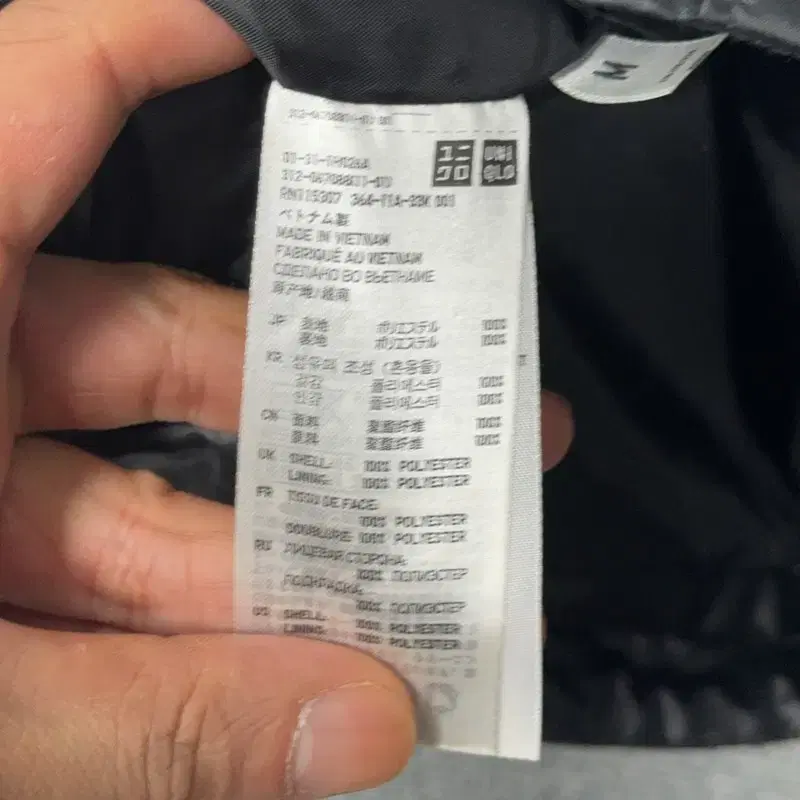 M
ユニ
クロ
UNI
QLO
ベトナム製
MADE IN VIETNAM
FABRIQUÉ AU VIETNAM
СДЕЛАНО ВО ВЬЕТНАМЕ
原产地/越南
JP 表地 ポリエステル 100%
裏地 ポリエステル 100%
KR 섬유의 조성 (혼용율)
겉감 폴리에스터 100%
안감 폴리에스터 100%
CN 面料 聚酯纤维 100%
里料 聚酯纤维 100%
UK SHELL: 100% POLYESTER
LINING: 100% POLYESTER
FR TISSU DE FACE:
100% POLYESTER
DOUBLURE: 100% POLYESTER
RU ЛИЦЕВАЯ СТОРОНА:
100% ПОЛИЭСТЕР
ПОДКЛАДКА:
100% ПОЛИЭСТЕР
US SHELL: 100% POLYESTER
LINING: 100% POLYESTER